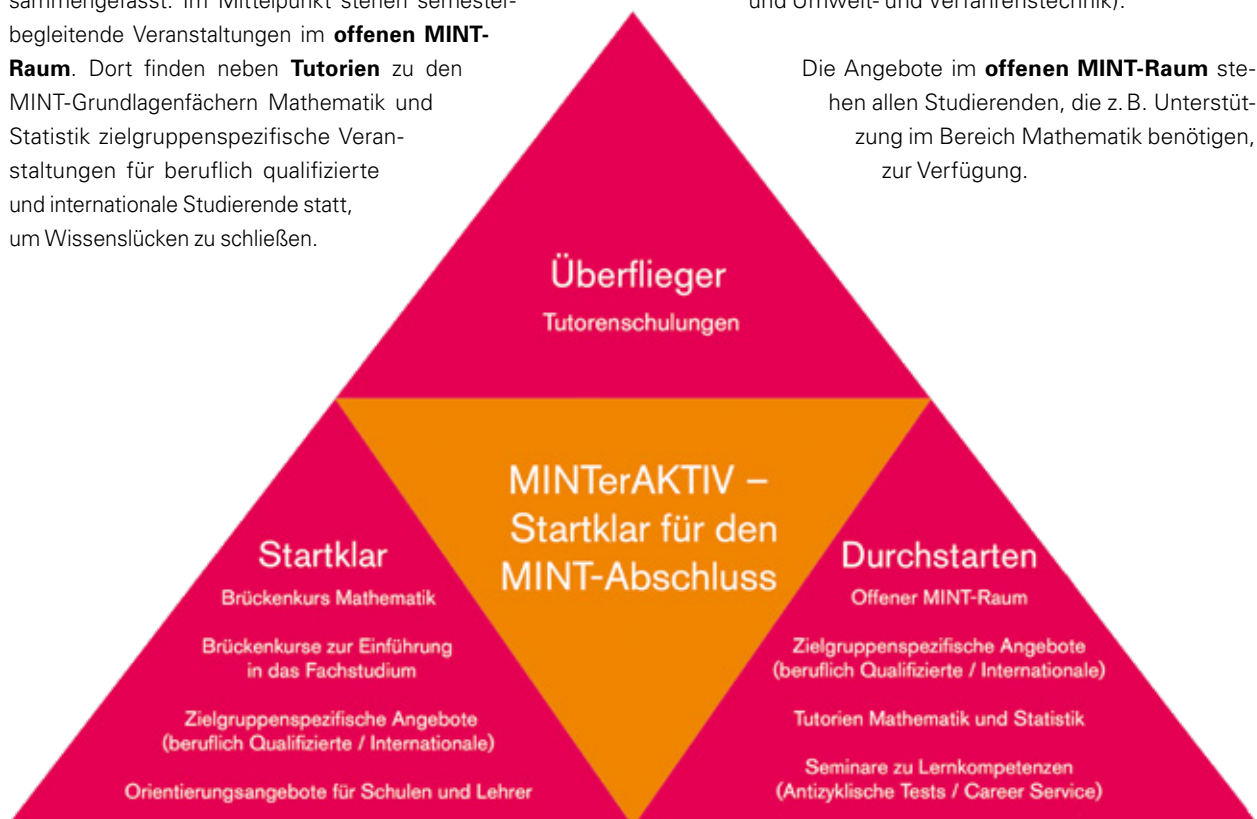 sammengefasst. Im Mittelpunkt stehen semester-
begleitende Veranstaltungen im offenen MINT-
Raum. Dort finden neben Tutorien zu den
MINT-Grundlagenfächern Mathematik und
Statistik zielgruppenspezifische Veran-
staltungen für beruflich qualifizierte
und internationale Studierende statt,
um Wissenslücken zu schließen.
und Umwelt- und Verfahrenstechnik).
Die Angebote im offenen MINT-Raum ste-
hen allen Studierenden, die z. B. Unterstüt-
zung im Bereich Mathematik benötigen,
zur Verfügung.
Überflieger
Tutorenschulungen
MINTerAKTIV –
Startklar für den
MINT-Abschluss
Startklar
Brückenkurs Mathematik
Brückenkurse zur Einführung
in das Fachstudium
Zielgruppenspezifische Angebote
(beruflich Qualifizierte / Internationale)
Orientierungsangebote für Schulen und Lehrer
Durchstarten
Offener MINT-Raum
Zielgruppenspezifische Angebote
(beruflich Qualifizierte / Internationale)
Tutorien Mathematik und Statistik
Seminare zu Lernkompetenzen
(Antizyklische Tests / Career Service)